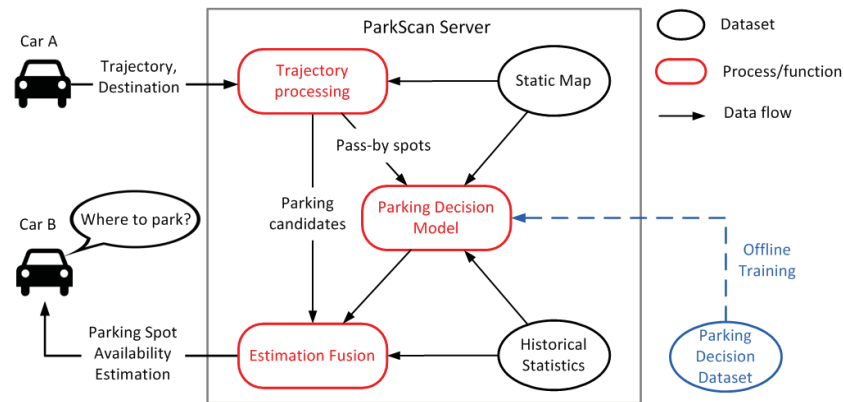 ParkScan Server
Car A
Trajectory,
Destination
Trajectory
processing
Static Map
Dataset
Process/function
Data flow
Pass-by spots
Parking
candidates
Parking Decision
Model
Where to park?
Car B
Offline
Training
Parking Spot
Availability
Estimation
Estimation Fusion
Historical
Statistics
Parking
Decision
Dataset